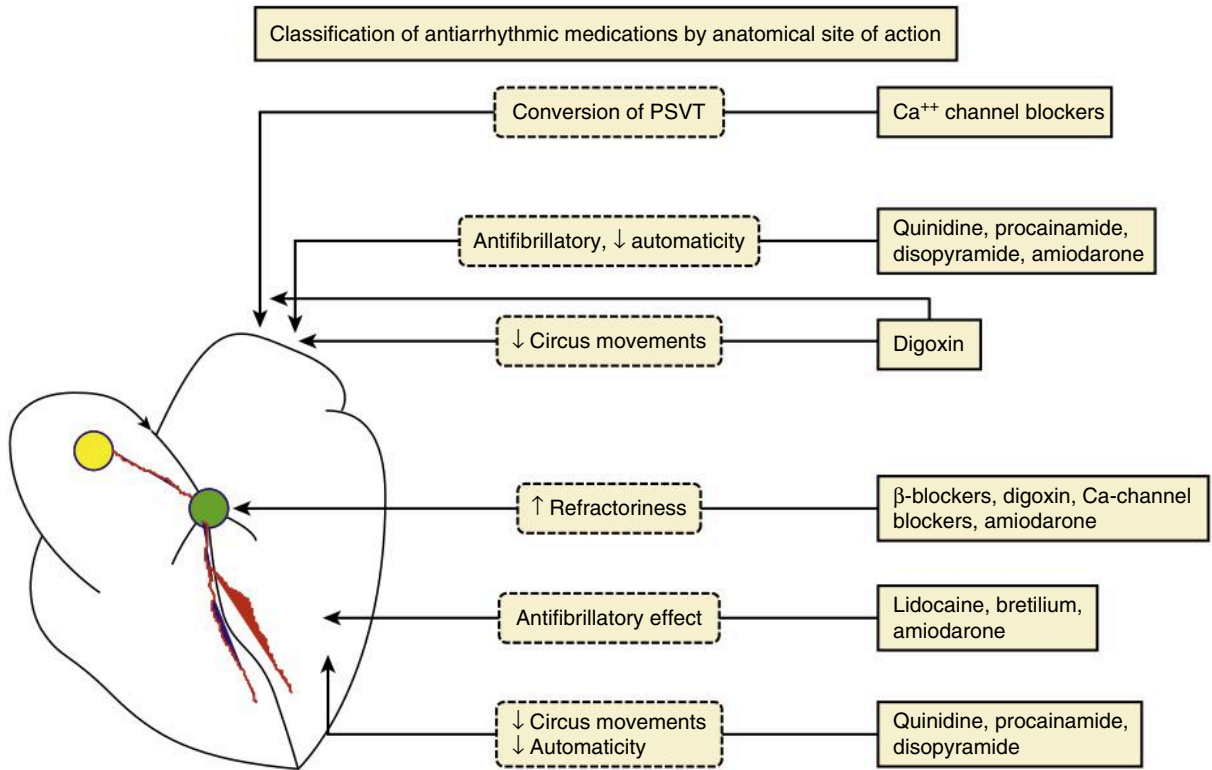 Classification of antiarrhythmic medications by anatomical site of action
Conversion of PSVT
Ca++ channel blockers
Antifibrillatory, ↓ automaticity
Quinidine, procainamide,
disopyramide, amiodarone
↓ Circus movements
Digoxin
↑ Refractoriness
β-blockers, digoxin, Ca-channel
blockers, amiodarone
Antifibrillatory effect
Lidocaine, bretilium,
amiodarone
↓ Circus movements
↓ Automaticity
Quinidine, procainamide,
disopyramide